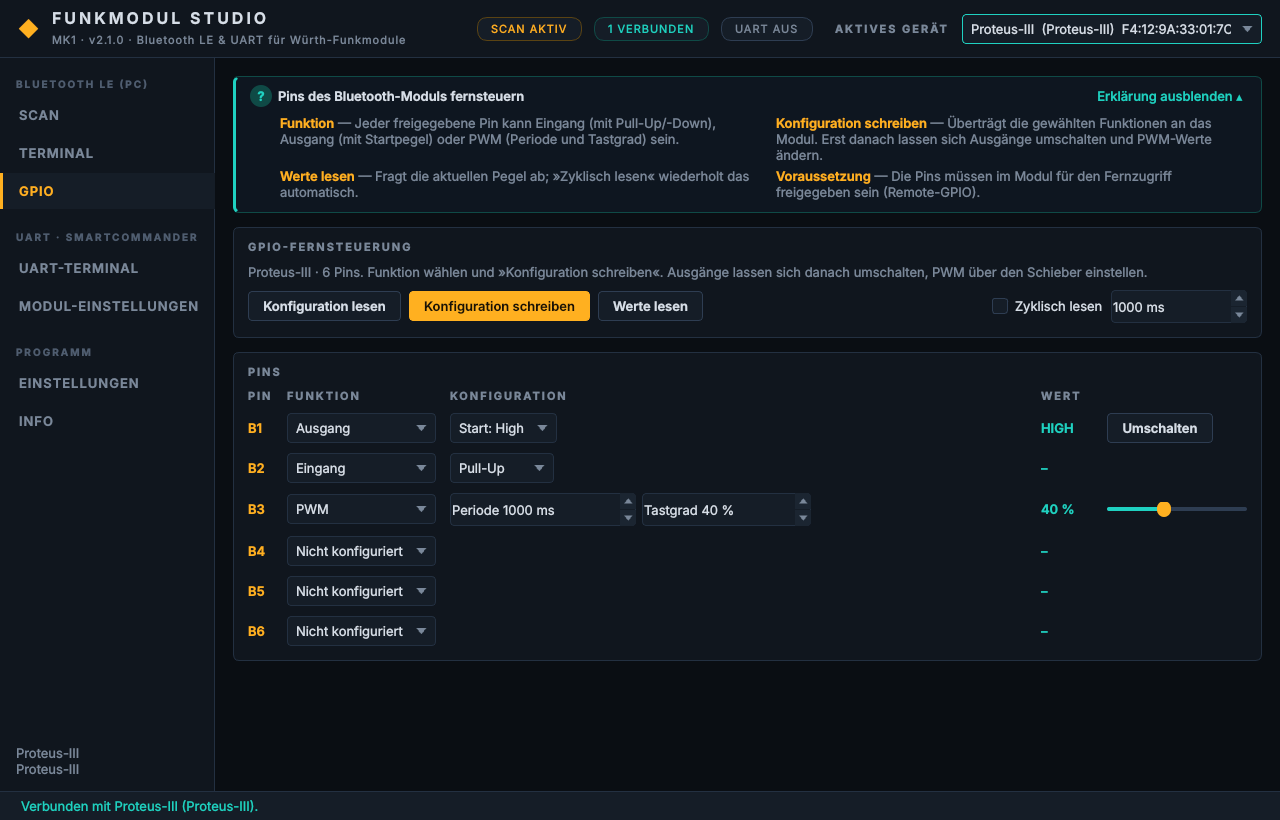 FUNKMODUL STUDIO
MK1 · v2.1.0 · Bluetooth LE & UART für Würth-Funkmodule
SCAN AKTIV
1 VERBUNDEN
UART AUS
AKTIVES GERÄT
Proteus-III (Proteus-III) F4:12:9A:33:01:7C
BLUETOOTH LE (PC)
SCAN
TERMINAL
GPIO
UART · SMARTCOMMANDER
UART-TERMINAL
MODUL-EINSTELLUNGEN
PROGRAMM
EINSTELLUNGEN
INFO
Proteus-III
Proteus-III
? Pins des Bluetooth-Moduls fernsteuern
Erklärung ausblenden ▴
Funktion — Jeder freigegebene Pin kann Eingang (mit Pull-Up/-Down),
Ausgang (mit Startpegel) oder PWM (Periode und Tastgrad) sein.
Konfiguration schreiben — Überträgt die gewählten Funktionen an das
Modul. Erst danach lassen sich Ausgänge umschalten und PWM-Werte
ändern.
Werte lesen — Fragt die aktuellen Pegel ab; »Zyklisch lesen« wiederholt das
automatisch.
Voraussetzung — Die Pins müssen im Modul für den Fernzugriff
freigegeben sein (Remote-GPIO).
GPIO-FERNSTEUERUNG
Proteus-III · 6 Pins. Funktion wählen und »Konfiguration schreiben«. Ausgänge lassen sich danach umschalten, PWM über den Schieber einstellen.
Konfiguration lesen
Konfiguration schreiben
Werte lesen
Zyklisch lesen
1000 ms
PINS
PIN FUNKTION KONFIGURATION WERT
B1 Ausgang Start: High HIGH Umschalten
B2 Eingang Pull-Up –
B3 PWM Periode 1000 ms Tastgrad 40 % 40 %
B4 Nicht konfiguriert –
B5 Nicht konfiguriert –
B6 Nicht konfiguriert –
Verbunden mit Proteus-III (Proteus-III).